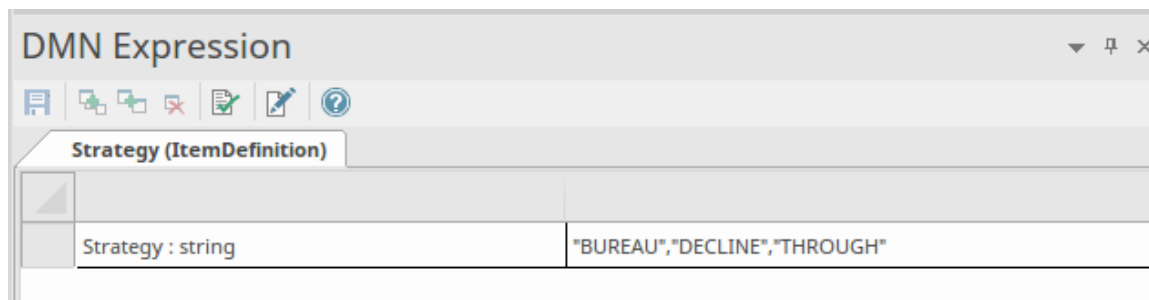 DMN Expression
Strategy (ItemDefinition)
Strategy : string "BUREAU","DECLINE","THROUGH"